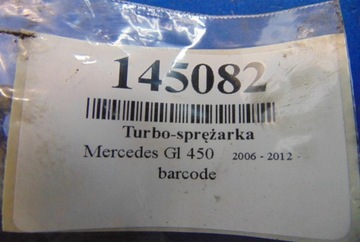 145082
Turbo-sprężarka
Mercedes Gl 450 2006 - 2012
barcode